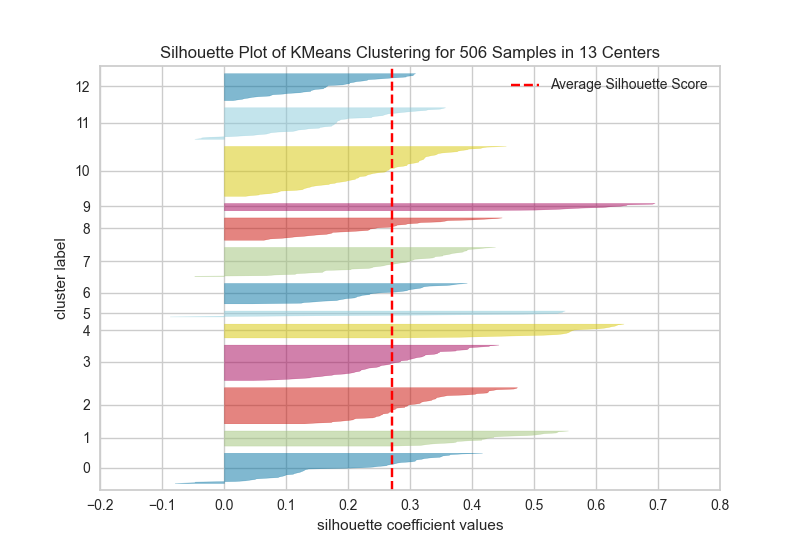 Silhouette Plot of KMeans Clustering for 506 Samples in 13 Centers
Average Silhouette Score
12
11
10
9
8
7
6
5
4
3
2
1
0
cluster label
−0.2 −0.1 0.0 0.1 0.2 0.3 0.4 0.5 0.6 0.7 0.8
silhouette coefficient values